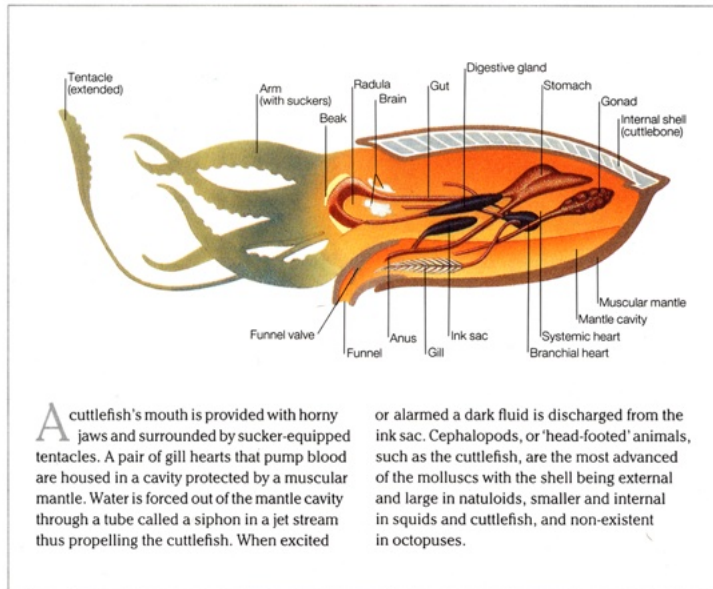 Tentacle
(extended)
Arm
(with suckers)
Beak
Radula
Brain
Gut
Digestive gland
Stomach
Gonad
Internal shell
(cuttlebone)
Muscular mantle
Mantle cavity
Funnel valve
Funnel
Anus
Gill
Ink sac
Systemic heart
Branchial heart
A cuttlefish's mouth is provided with horny
jaws and surrounded by sucker-equipped
tentacles. A pair of gill hearts that pump blood
are housed in a cavity protected by a muscular
mantle. Water is forced out of the mantle cavity
through a tube called a siphon in a jet stream
thus propelling the cuttlefish. When excited
or alarmed a dark fluid is discharged from the
ink sac. Cephalopods, or 'head-footed' animals,
such as the cuttlefish, are the most advanced
of the molluscs with the shell being external
and large in natuloids, smaller and internal
in squids and cuttlefish, and non-existent
in octopuses.